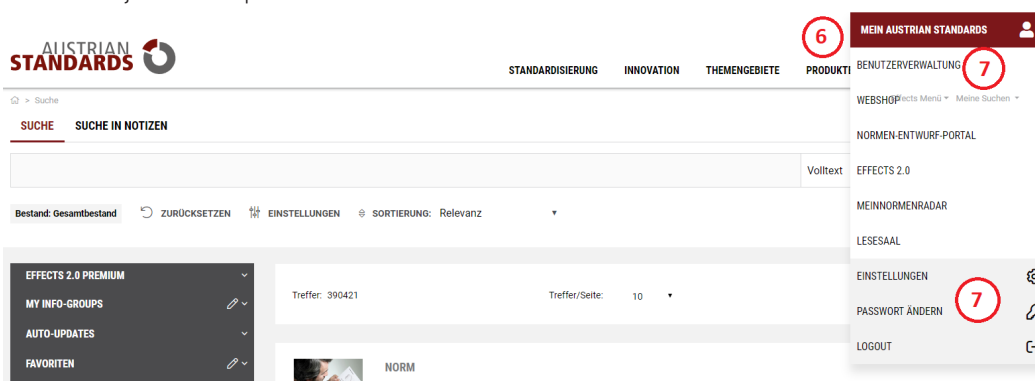 AUSTRIAN
STANDARDS
STANDARDISIERUNG INNOVATION THEMENGEBIETE
6
MEIN AUSTRIAN STANDARDS
BENUTZERVERWALTUNG
7
WEBSHOP
Meine Suchen
NORMEN-ENTWURF-PORTAL
EFFECTS 2.0
MEINNORMENRADAR
LESESAAL
EINSTELLUNGEN
7
PASSWORT ÄNDERN
LOGOUT
> Suche
SUCHE SUCHE IN NOTIZEN
Volltext
Bestand: Gesamtbestand ZURÜCKSETZEN EINSTELLUNGEN SORTIERUNG: Relevanz
EFFECTS 2.0 PREMIUM
MY INFO-GROUPS
AUTO-UPDATES
FAVORITEN
Treffer: 390421 Treffer/Seite: 10
NORM